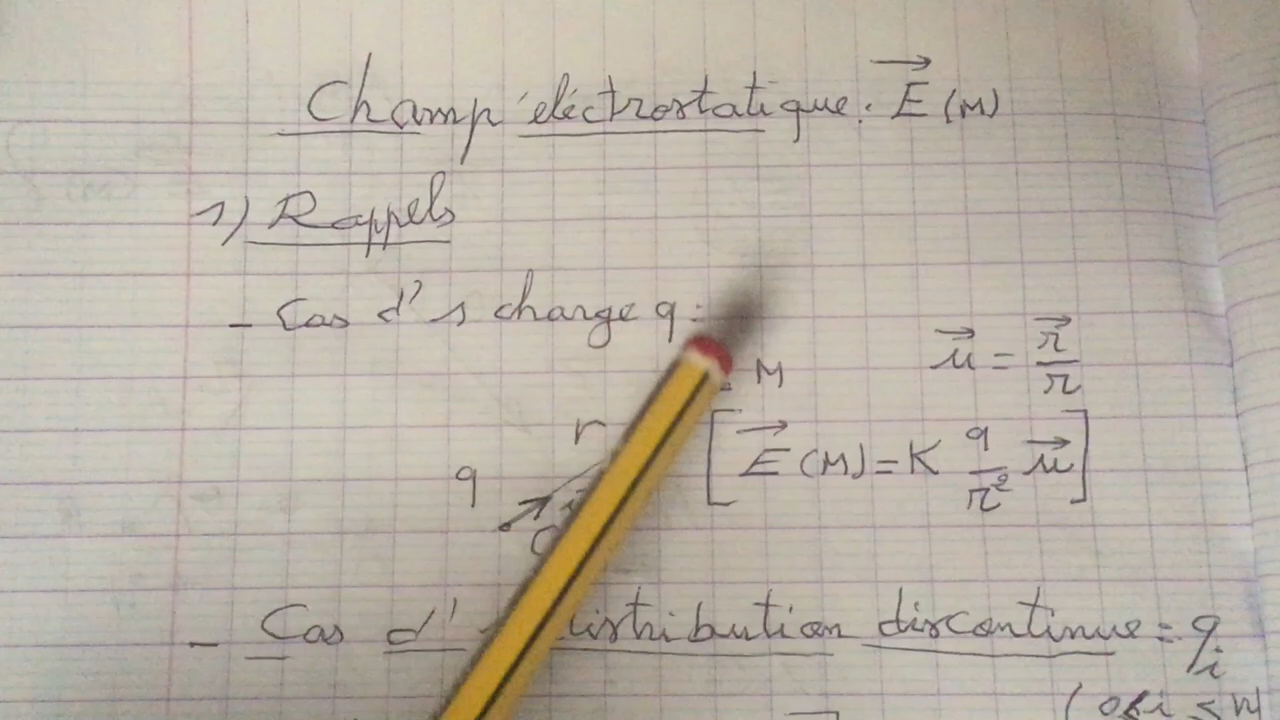 Champ électrostatique. E⃗ (M)
1) Rappels
- Cas d' 1 charge q :
u⃗ = r⃗/r
. M
r
[ E⃗ (M) = K q/r² u⃗ ]
q
- Cas d' distribution discontinue = qi